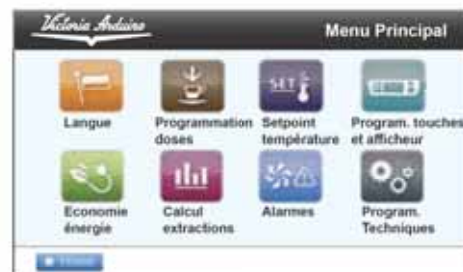 Victoria Arduino
Menu Principal
SET
Langue
Programmation doses
Setpoint température
Program. touches et afficheur
Economie énergie
Calcul extractions
Alarmes
Program. Techniques